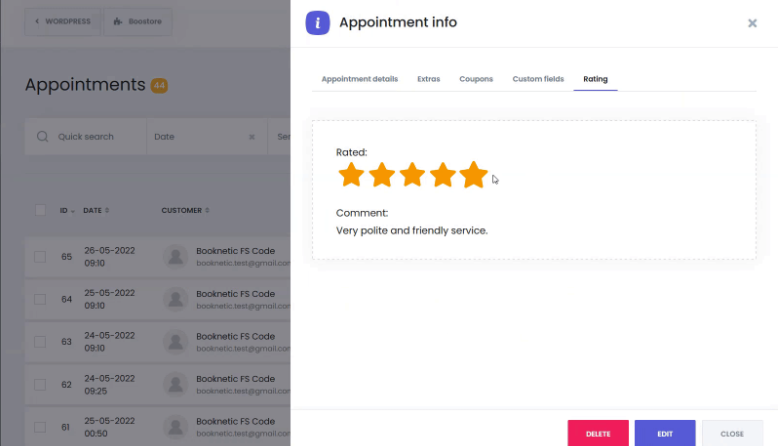 WORDPRESS
Boostore
Appointments 44
Quick search
Date
ID
DATE
CUSTOMER
65
26-05-2022
09:10
Booknetic FS Code
booknetic.test@gmail.com
64
25-05-2022
09:10
Booknetic FS Code
booknetic.test@gmail.com
63
24-05-2022
09:10
Booknetic FS Code
booknetic.test@gmail.com
62
24-05-2022
09:25
Booknetic FS Code
booknetic.test@gmail.com
61
25-05-2022
00:50
Booknetic FS Code
booknetic.test@gmail.com
i
Appointment info
Appointment details
Extras
Coupons
Custom fields
Rating
Rated:
Comment:
Very polite and friendly service.
DELETE
EDIT
CLOSE